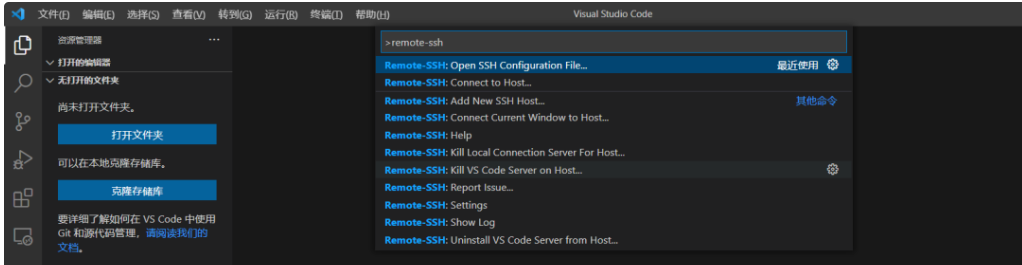 文件(F) 编辑(E) 选择(S) 查看(V) 转到(G) 运行(R) 终端(T) 帮助(H) Visual Studio Code
资源管理器 ···
打开的编辑器
无打开的文件夹
尚未打开文件夹。
打开文件夹
可以在本地克隆存储库。
克隆存储库
要详细了解如何在 VS Code 中使用
Git 和源代码管理，请阅读我们的
文档。
>remote-ssh
Remote-SSH: Open SSH Configuration File... 最近使用
Remote-SSH: Connect to Host...
Remote-SSH: Add New SSH Host... 其他命令
Remote-SSH: Connect Current Window to Host...
Remote-SSH: Help
Remote-SSH: Kill Local Connection Server For Host...
Remote-SSH: Kill VS Code Server on Host...
Remote-SSH: Report Issue...
Remote-SSH: Settings
Remote-SSH: Show Log
Remote-SSH: Uninstall VS Code Server from Host...